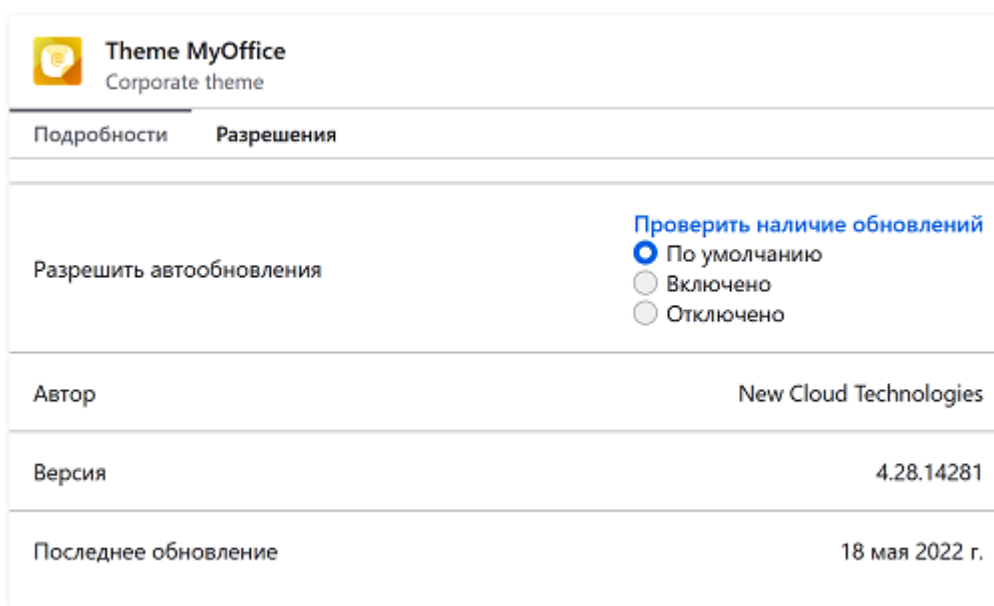 Theme MyOffice
Corporate theme
Подробности Разрешения
Проверить наличие обновлений
Разрешить автообновления
По умолчанию
Включено
Отключено
Автор New Cloud Technologies
Версия 4.28.14281
Последнее обновление 18 мая 2022 г.